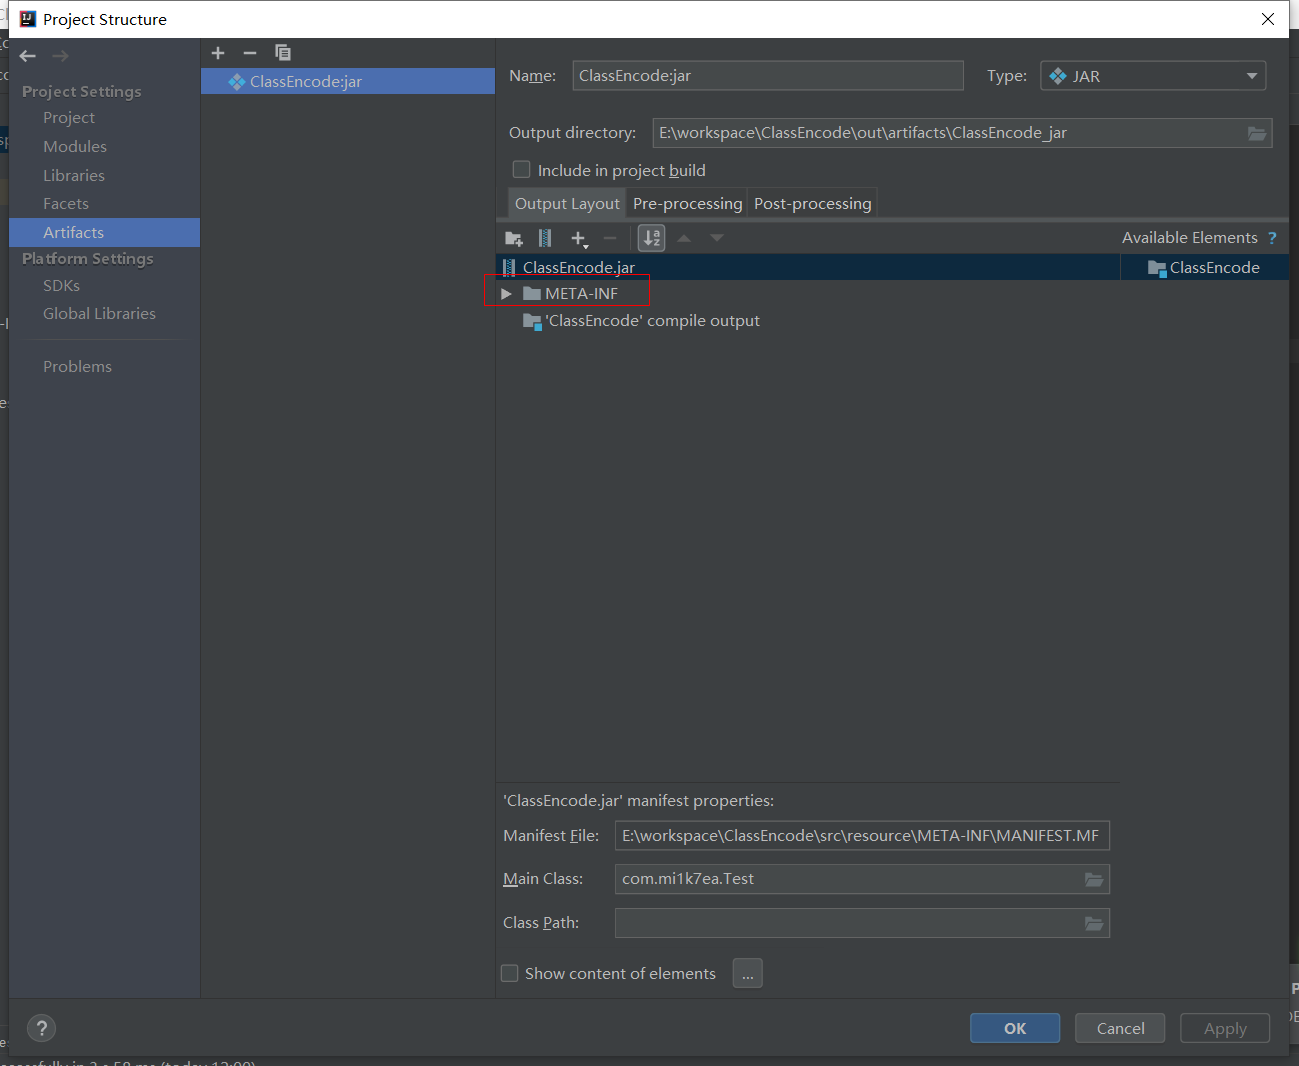 Project Structure
Project Settings
Project
Modules
Libraries
Facets
Artifacts
Platform Settings
SDKs
Global Libraries
Problems
ClassEncode:jar
Name: ClassEncode:jar Type: JAR
Output directory: E:\workspace\ClassEncode\out\artifacts\ClassEncode_jar
Include in project build
Output Layout Pre-processing Post-processing
Available Elements ?
ClassEncode.jar
META-INF
'ClassEncode' compile output
ClassEncode
'ClassEncode.jar' manifest properties:
Manifest File: E:\workspace\ClassEncode\src\resource\META-INF\MANIFEST.MF
Main Class: com.mi1k7ea.Test
Class Path:
Show content of elements ...
? OK Cancel Apply